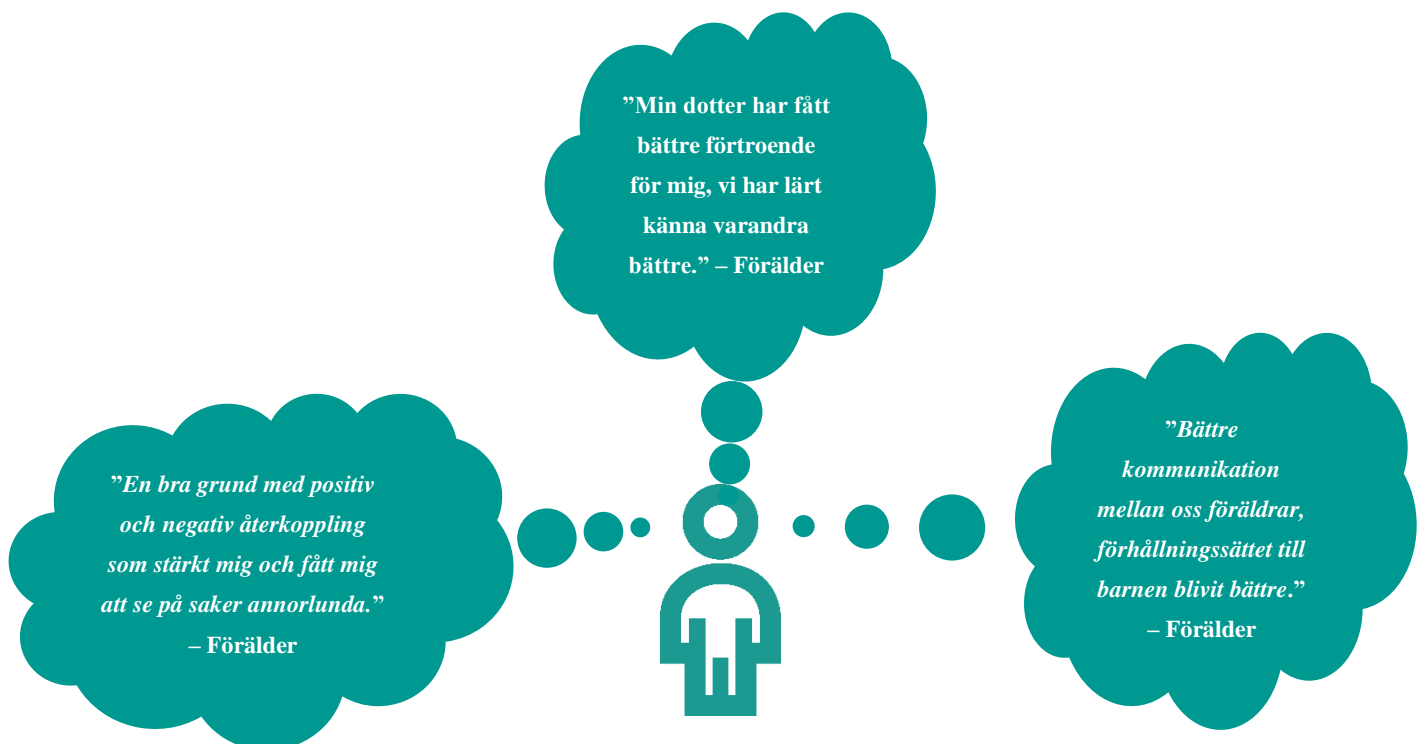 ”Min dotter har fått
bättre förtroende
för mig, vi har lärt
känna varandra
bättre.” – Förälder
”En bra grund med positiv
och negativ återkoppling
som stärkt mig och fått mig
att se på saker annorlunda.”
– Förälder
”Bättre
kommunikation
mellan oss föräldrar,
förhållningssättet till
barnen blivit bättre.”
– Förälder